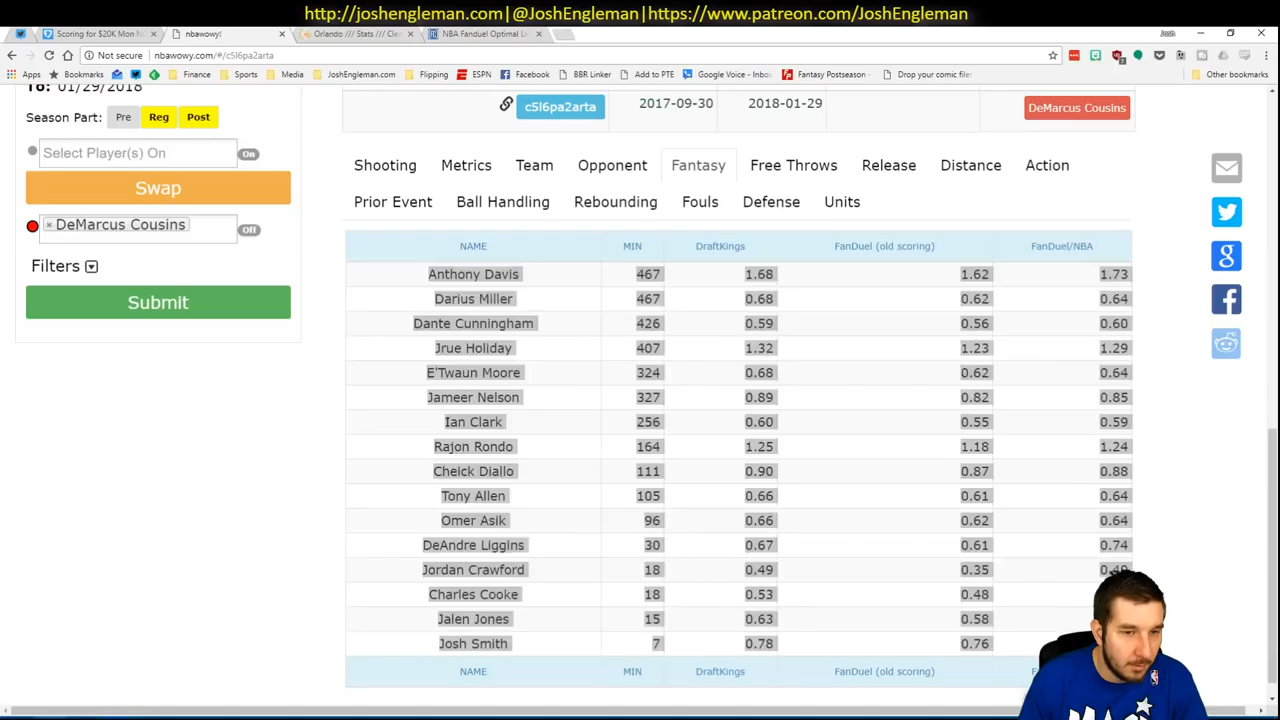 http://joshengleman.com|@JoshEngleman|https://www.patreon.com/JoshEngleman
Scoring for $20K Mon N
nbawowy!
Orlando /// Stats /// Cle
NBA Fanduel Optimal Lin
Josh
Not secure nbawowy.com/#/c5l6pa2arta
Apps Bookmarks Finance Sports Media JoshEngleman.com Flipping ESPN Facebook BBR Linker Add to PTE Google Voice - Inbo Fantasy Postseason - Drop your comic file Other bookmarks
To: 01/29/2018
Season Part: Pre Reg Post
Select Player(s) On On
Swap
× DeMarcus Cousins Off
Filters
Submit
c5l6pa2arta 2017-09-30 2018-01-29 DeMarcus Cousins
Shooting Metrics Team Opponent Fantasy Free Throws Release Distance Action
Prior Event Ball Handling Rebounding Fouls Defense Units
NAME MIN DraftKings FanDuel (old scoring) FanDuel/NBA
Anthony Davis 467 1.68 1.62 1.73
Darius Miller 467 0.68 0.62 0.64
Dante Cunningham 426 0.59 0.56 0.60
Jrue Holiday 407 1.32 1.23 1.29
E'Twaun Moore 324 0.68 0.62 0.64
Jameer Nelson 327 0.89 0.82 0.85
Ian Clark 256 0.60 0.55 0.59
Rajon Rondo 164 1.25 1.18 1.24
Cheick Diallo 111 0.90 0.87 0.88
Tony Allen 105 0.66 0.61 0.64
Omer Asik 96 0.66 0.62 0.64
DeAndre Liggins 30 0.67 0.61 0.74
Jordan Crawford 18 0.49 0.35
Charles Cooke 18 0.53 0.48
Jalen Jones 15 0.63 0.58
Josh Smith 7 0.78 0.76
NAME MIN DraftKings FanDuel (old scoring)